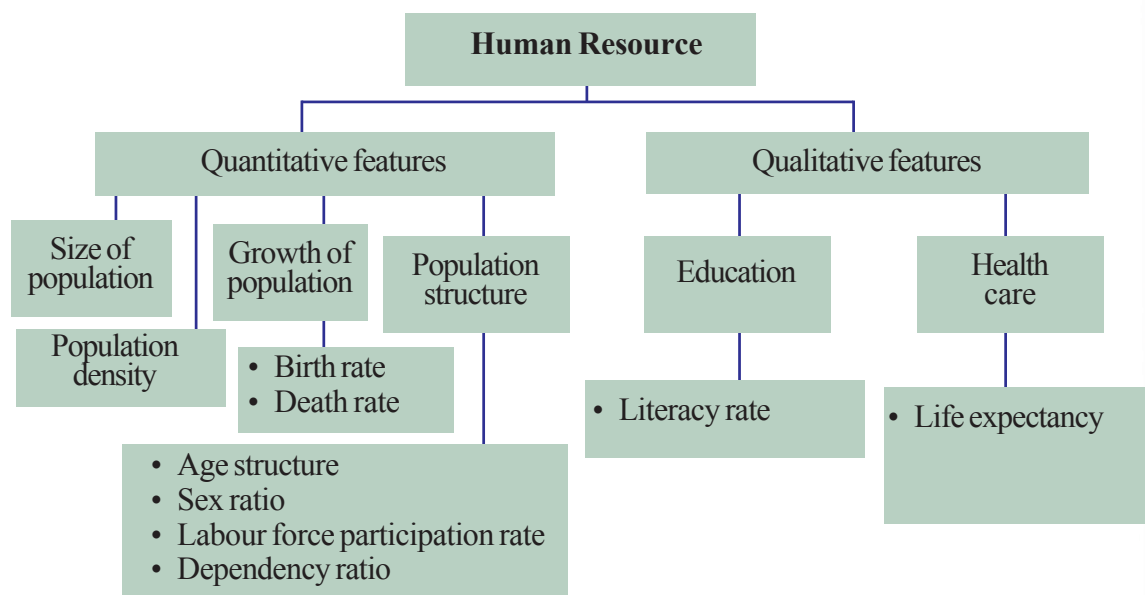 Human Resource
Quantitative features
Qualitative features
Size of
population
Population
density
Growth of
population
• Birth rate
• Death rate
Population
structure
• Age structure
• Sex ratio
• Labour force participation rate
• Dependency ratio
Education
• Literacy rate
Health
care
• Life expectancy